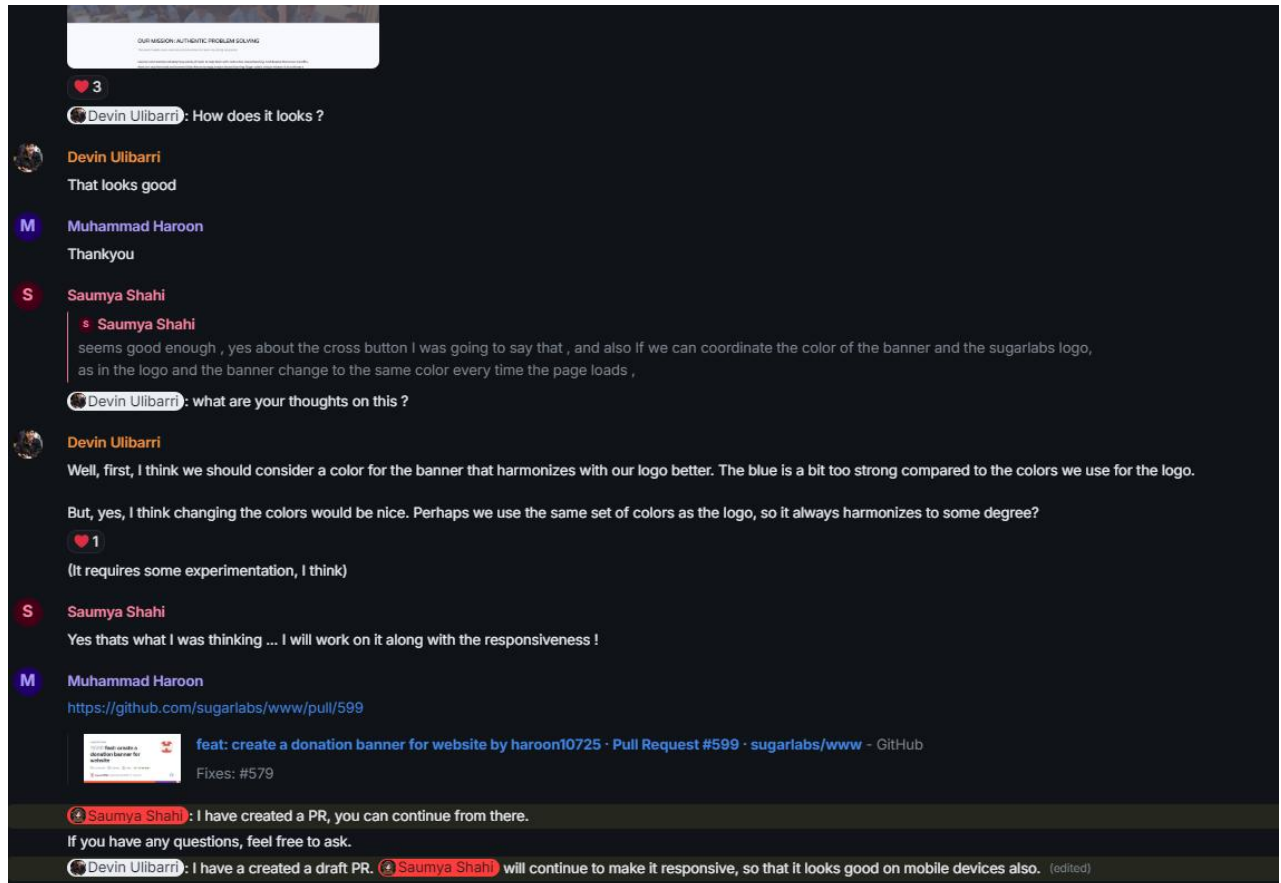 OUR MISSION: AUTHENTIC PROBLEM SOLVING
3
Devin Ulibarri: How does it looks ?
Devin Ulibarri
That looks good
M
Muhammad Haroon
Thankyou
S
Saumya Shahi
S Saumya Shahi
seems good enough , yes about the cross button I was going to say that , and also If we can coordinate the color of the banner and the sugarlabs logo,
as in the logo and the banner change to the same color every time the page loads ,
Devin Ulibarri: what are your thoughts on this ?
Devin Ulibarri
Well, first, I think we should consider a color for the banner that harmonizes with our logo better. The blue is a bit too strong compared to the colors we use for the logo.
But, yes, I think changing the colors would be nice. Perhaps we use the same set of colors as the logo, so it always harmonizes to some degree?
1
(It requires some experimentation, I think)
S
Saumya Shahi
Yes thats what I was thinking ... I will work on it along with the responsiveness !
M
Muhammad Haroon
https://github.com/sugarlabs/www/pull/599
feat: create a
donation banner for
website
feat: create a donation banner for website by haroon10725 · Pull Request #599 · sugarlabs/www - GitHub
Fixes: #579
Saumya Shahi: I have created a PR, you can continue from there.
If you have any questions, feel free to ask.
Devin Ulibarri: I have a created a draft PR. Saumya Shahi will continue to make it responsive, so that it looks good on mobile devices also. (edited)